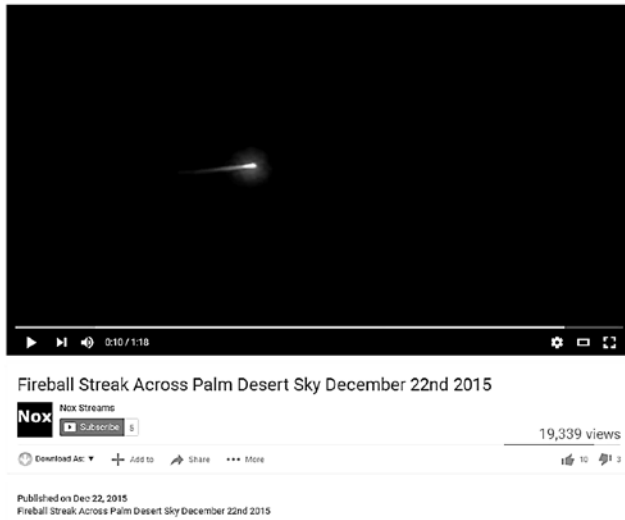 0:10 / 1:18
Fireball Streak Across Palm Desert Sky December 22nd 2015
Nox
Nox Streams
Subscribe 5
19,339 views
Download As: ▼ Add to Share ••• More 10 3
Published on Dec 22, 2015
Fireball Streak Across Palm Desert Sky December 22nd 2015